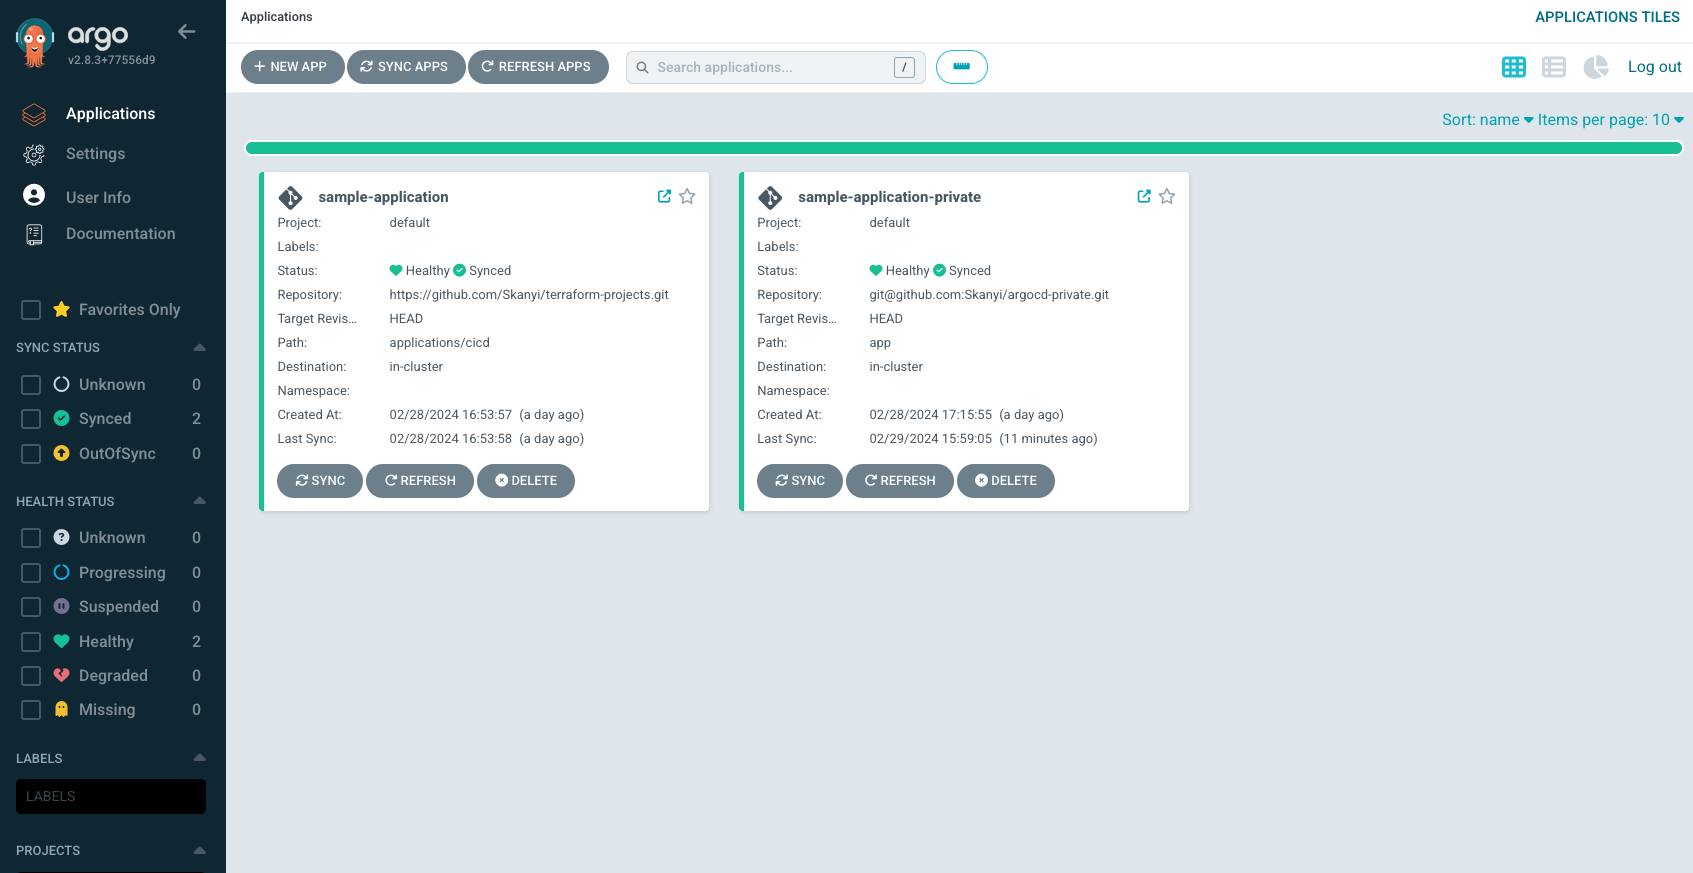 argo
v2.8.3+77556d9
Applications
Settings
User Info
Documentation
Favorites Only
SYNC STATUS
Unknown 0
Synced 2
OutOfSync 0
HEALTH STATUS
Unknown 0
Progressing 0
Suspended 0
Healthy 2
Degraded 0
Missing 0
LABELS
LABELS
PROJECTS
Applications
APPLICATIONS TILES
NEW APP SYNC APPS REFRESH APPS Search applications... / Log out
Sort: name Items per page: 10
sample-application
Project: default
Labels:
Status: Healthy Synced
Repository: https://github.com/Skanyi/terraform-projects.git
Target Revis... HEAD
Path: applications/cicd
Destination: in-cluster
Namespace:
Created At: 02/28/2024 16:53:57 (a day ago)
Last Sync: 02/28/2024 16:53:58 (a day ago)
SYNC REFRESH DELETE
sample-application-private
Project: default
Labels:
Status: Healthy Synced
Repository: git@github.com:Skanyi/argocd-private.git
Target Revis... HEAD
Path: app
Destination: in-cluster
Namespace:
Created At: 02/28/2024 17:15:55 (a day ago)
Last Sync: 02/29/2024 15:59:05 (11 minutes ago)
SYNC REFRESH DELETE